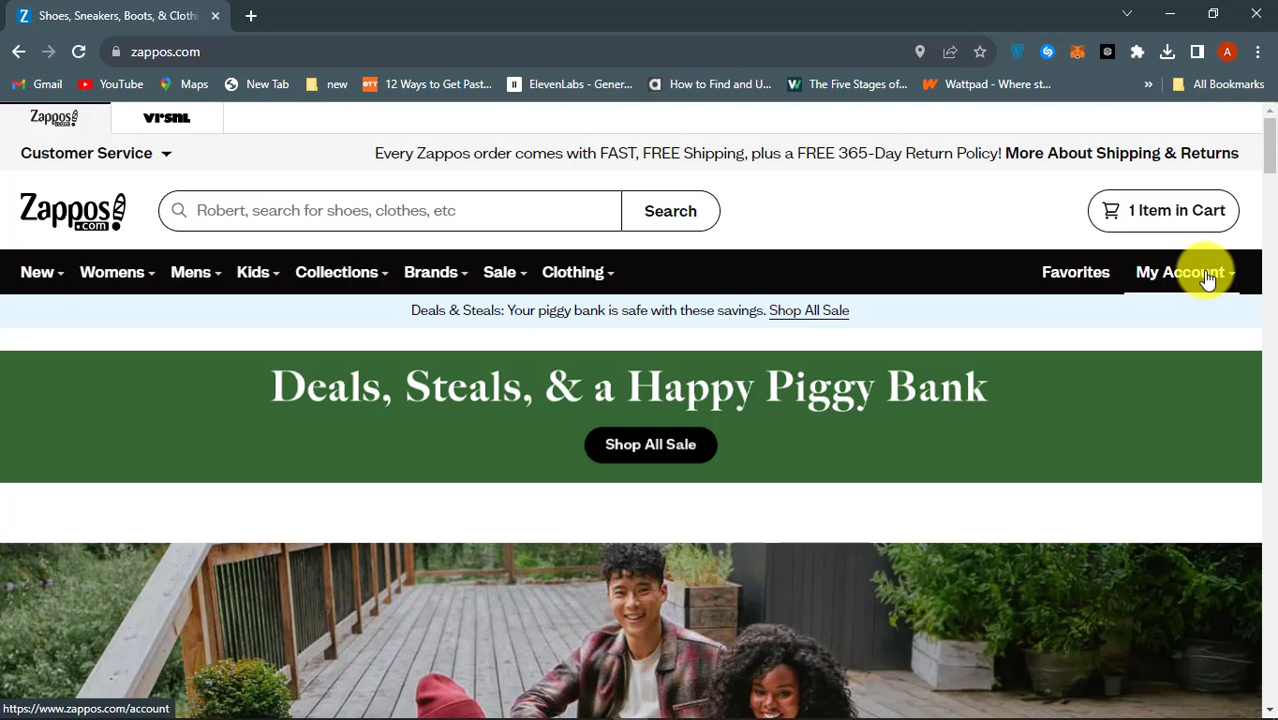 Shoes, Sneakers, Boots, & Clothi
zappos.com
A
Gmail
YouTube
Maps
New Tab
new
OTT 12 Ways to Get Past...
ElevenLabs - Gener...
How to Find and U...
The Five Stages of...
Wattpad - Where st...
»
All Bookmarks
Zappos!.com
VRSNL
Customer Service
Every Zappos order comes with FAST, FREE Shipping, plus a FREE 365-Day Return Policy! More About Shipping & Returns
Zappos!.com
Robert, search for shoes, clothes, etc
Search
1 Item in Cart
New
Womens
Mens
Kids
Collections
Brands
Sale
Clothing
Favorites
My Account
Deals & Steals: Your piggy bank is safe with these savings. Shop All Sale
Deals, Steals, & a Happy Piggy Bank
Shop All Sale
https://www.zappos.com/account